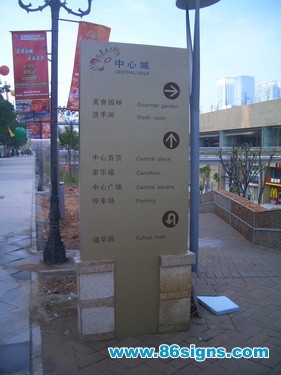 中心城
CENTRAL WALK
美食园林 Gourmet garden
洗手间 Wash room
中心首页 Central place
家乐福 Carrefour
中心广场 Central square
停车场 Parking
福华路 Fuhua road
www.86signs.com